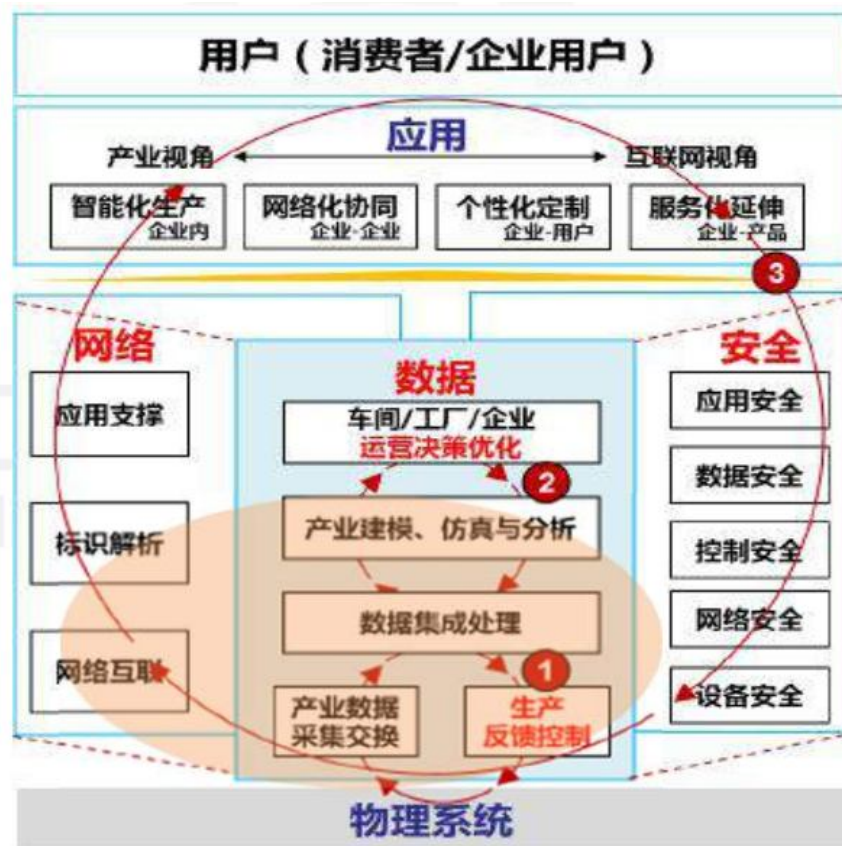 用户（消费者/企业用户）
应用
产业视角
互联网视角
智能化生产
企业内
网络化协同
企业-企业
个性化定制
企业-用户
服务化延伸
企业-产品
3
网络
应用支撑
标识解析
网络互联
数据
车间/工厂/企业
运营决策优化
2
产业建模、仿真与分析
数据集成处理
1
产业数据
采集交换
生产
反馈控制
安全
应用安全
数据安全
控制安全
网络安全
设备安全
物理系统